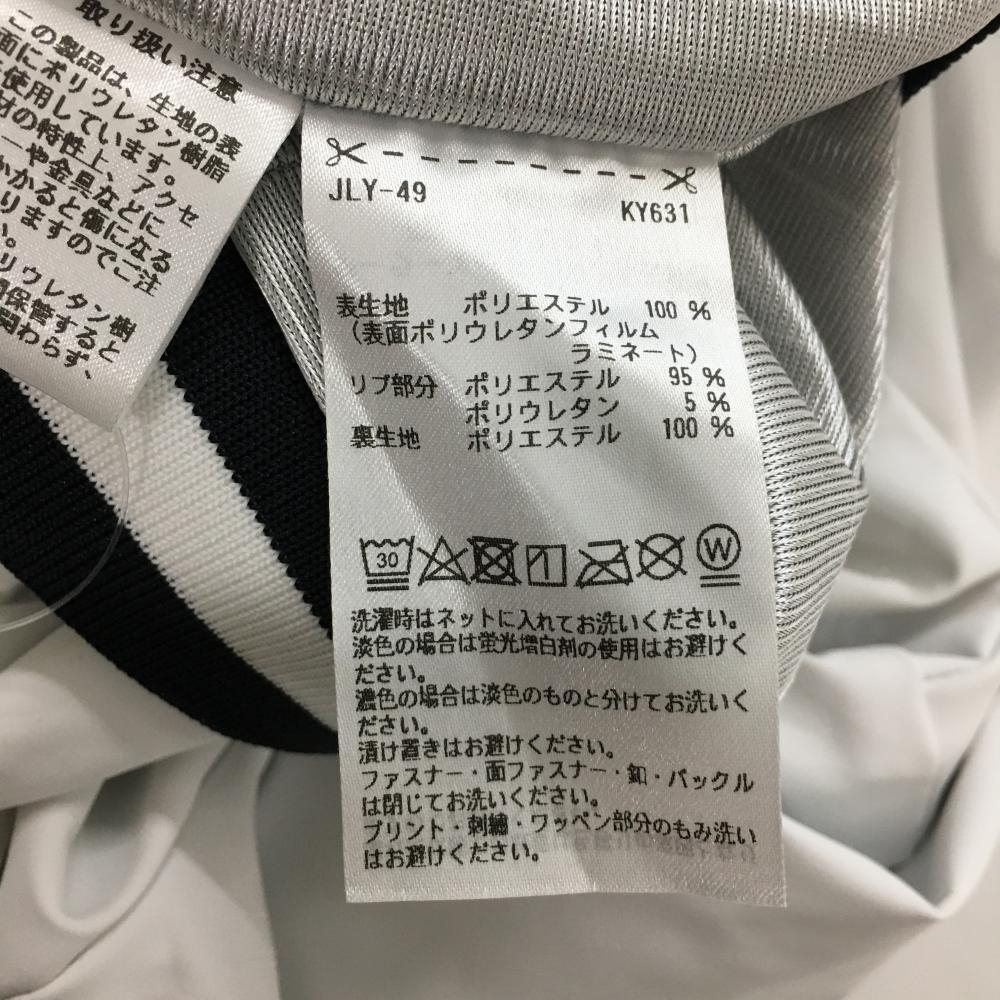 取り扱い注意
この製品は、生地の表
面にポリウレタン樹脂
使用しています。
材の特性上、アクセ
ーや金具などに
かかると傷になる
りますのでご注
い。
リウレタン樹
保管すると
関わらず、
JLY-49
KY631
表生地 ポリエステル 100 %
(表面ポリウレタンフィルム
ラミネート)
リブ部分 ポリエステル 95 %
ポリウレタン 5 %
裏生地 ポリエステル 100 %
30
W
洗濯時はネットに入れてお洗いください。
淡色の場合は蛍光増白剤の使用はお避けく
ださい。
濃色の場合は淡色のものと分けてお洗いく
ださい。
漬け置きはお避けください。
ファスナー・面ファスナー・釦・バックル
は閉じてお洗いください。
プリント・刺繍・ワッペン部分のもみ洗い
はお避けください。